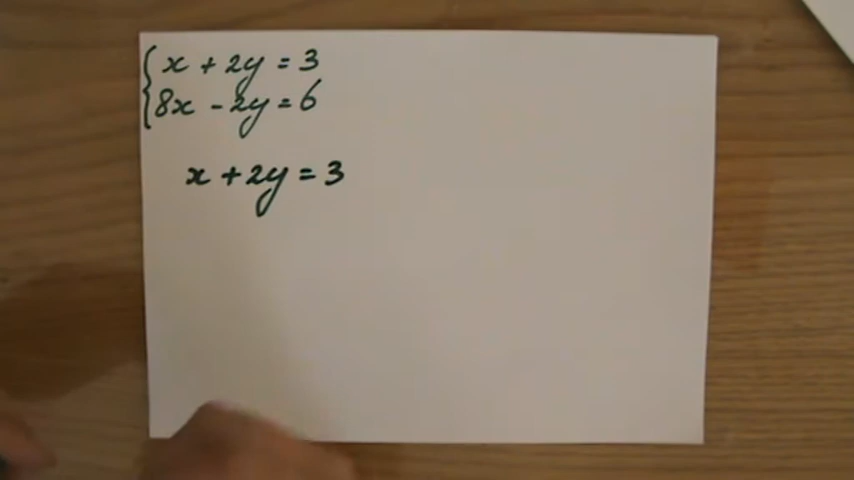 x + 2y = 3
8x - 2y = 6
x + 2y = 3